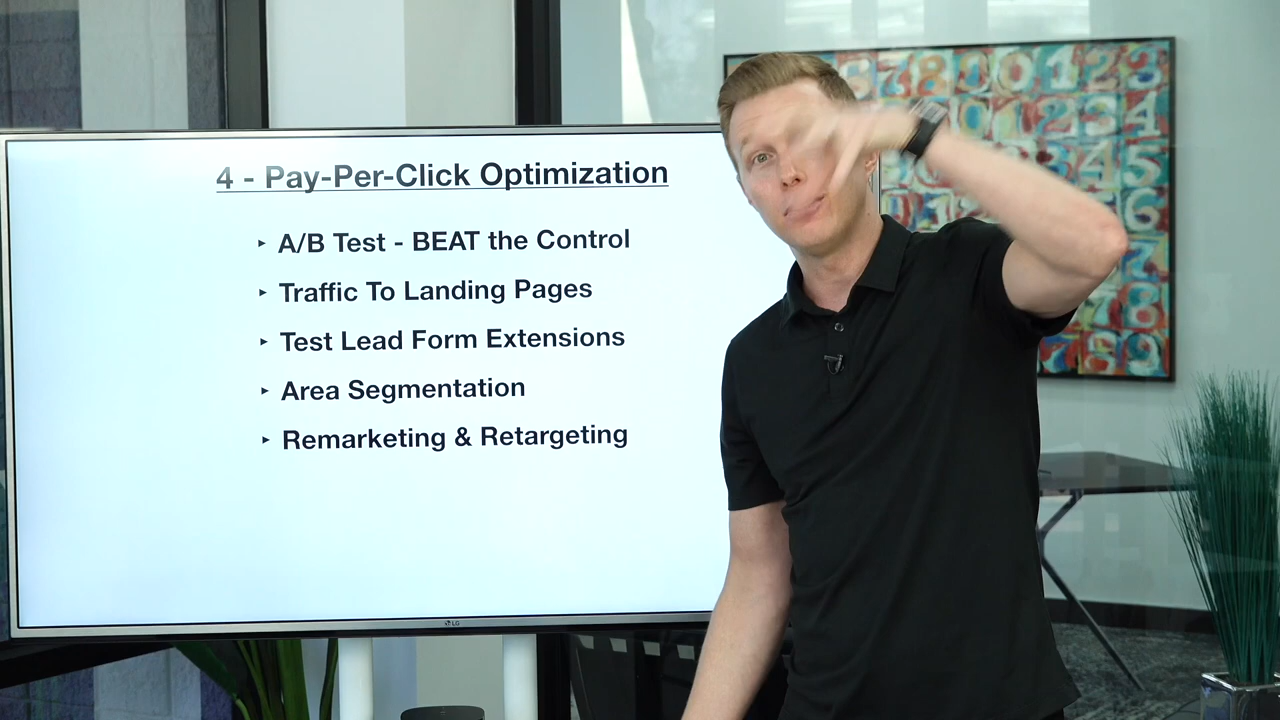 4 - Pay-Per-Click Optimization
‣ A/B Test - BEAT the Control
‣ Traffic To Landing Pages
‣ Test Lead Form Extensions
‣ Area Segmentation
‣ Remarketing & Retargeting
LG